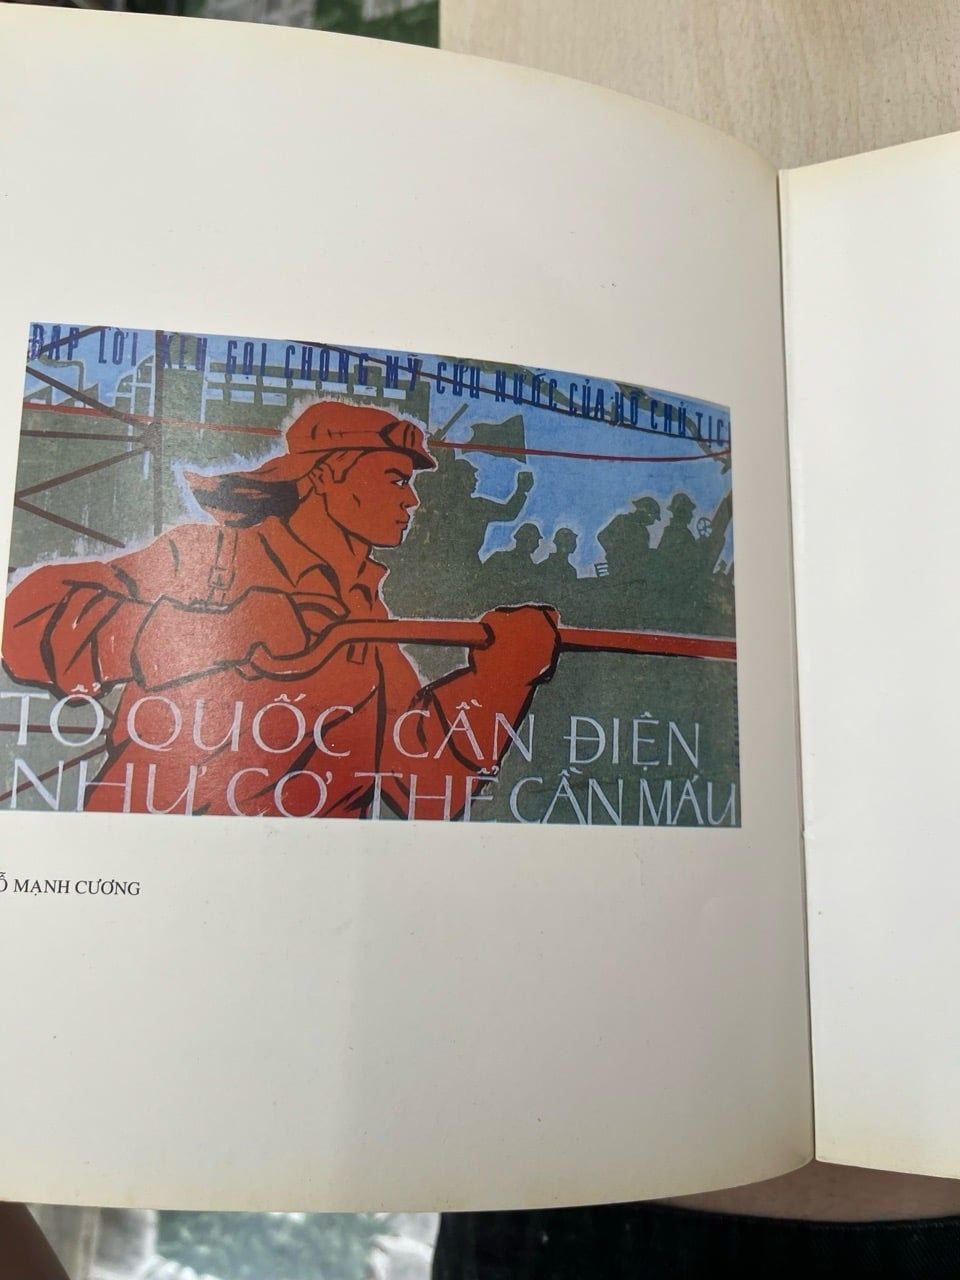 ĐÁP LỜI KÊU GỌI CHỐNG MỸ CỨU NƯỚC CỦA HỒ CHỦ TỊC
TỔ QUỐC CẦN ĐIỆN
NHƯ CƠ THỂ CẦN MÁU
Ỗ MẠNH CƯƠNG